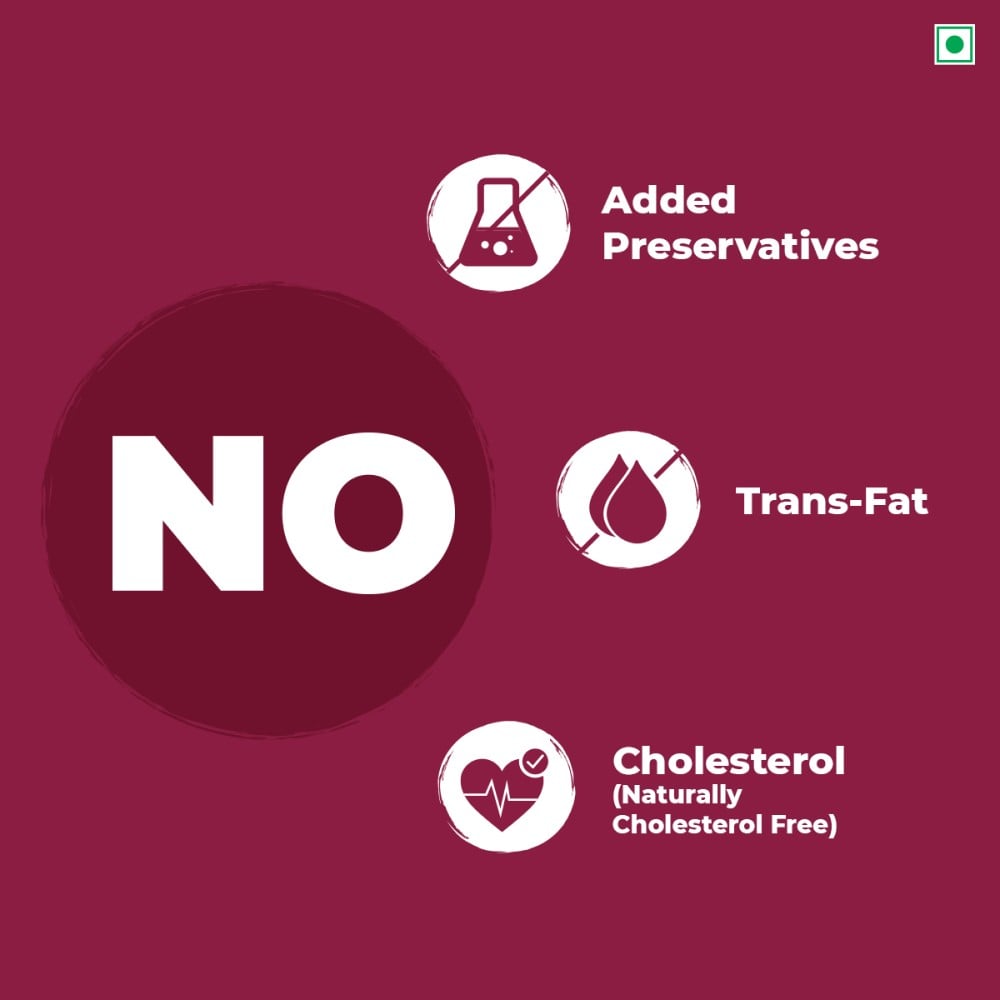 NO
Added
Preservatives
Trans-Fat
Cholesterol
(Naturally
Cholesterol Free)